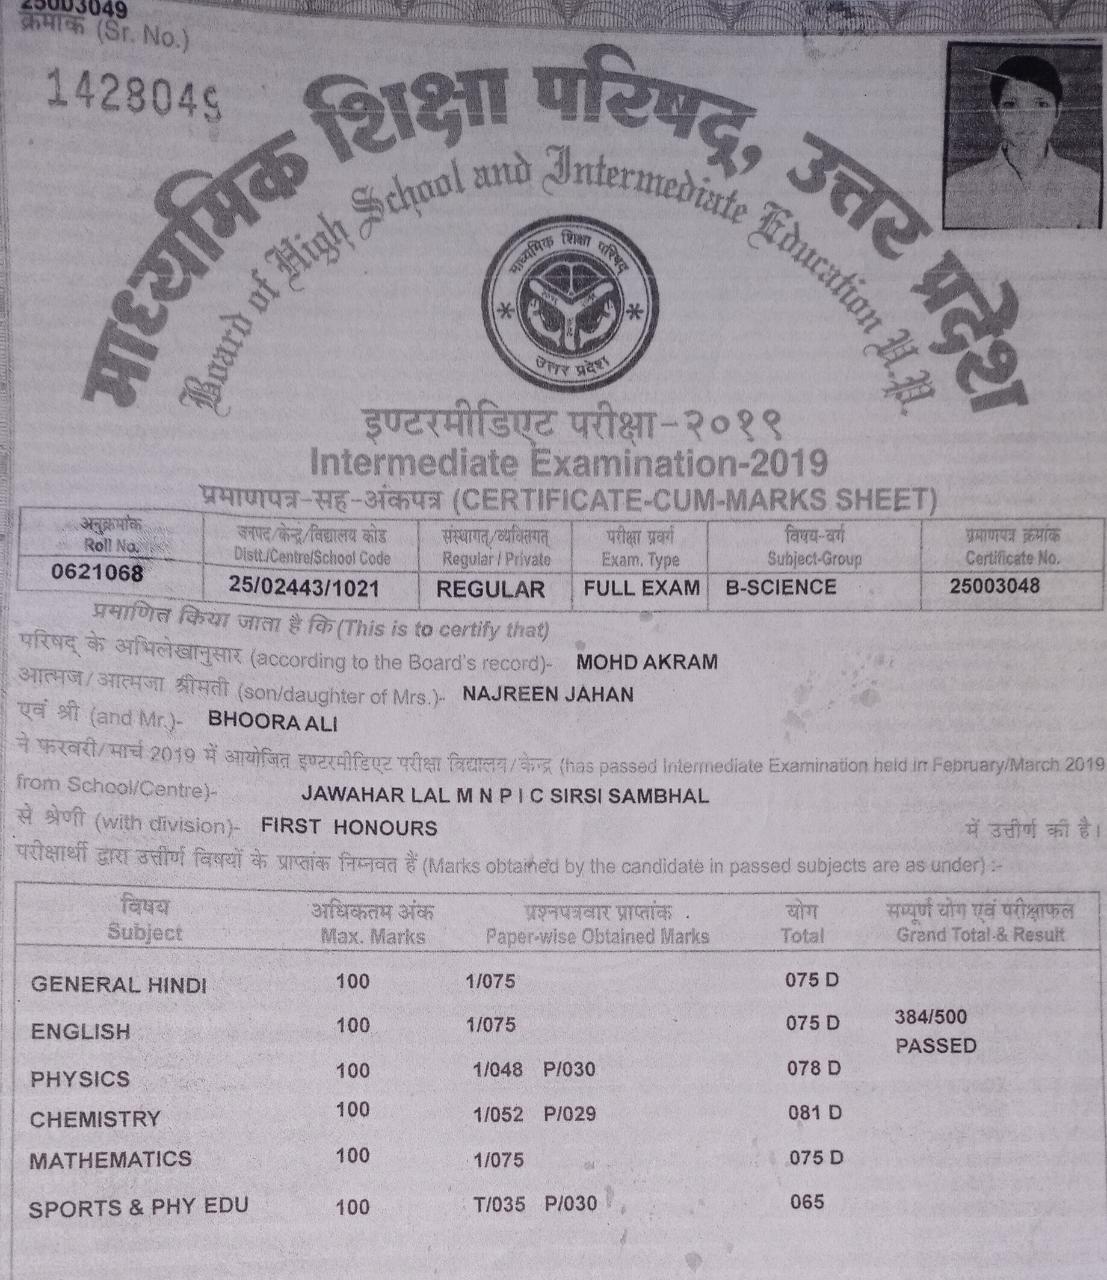 25003049
क्रमांक (Sr. No.)
1428049
माध्यमिक शिक्षा परिषद्, उत्तर प्रदेश
Board of High School and Intermediate Education U.P.
माध्यमिक शिक्षा परिषद्
उत्तर प्रदेश
इण्टरमीडिएट परीक्षा-२०१९
Intermediate Examination-2019
प्रमाणपत्र-सह-अंकपत्र (CERTIFICATE-CUM-MARKS SHEET)
अनुक्रमांक जनपद/केन्द्र/विद्यालय कोड संस्थागत/व्यक्तिगत परीक्षा प्रवर्ग विषय-वर्ग प्रमाणपत्र क्रमांक
Roll No. Distt./Centre/School Code Regular / Private Exam. Type Subject-Group Certificate No.
0621068 25/02443/1021 REGULAR FULL EXAM B-SCIENCE 25003048
प्रमाणित किया जाता है कि (This is to certify that)
परिषद् के अभिलेखानुसार (according to the Board's record)- MOHD AKRAM
आत्मज/आत्मजा श्रीमती (son/daughter of Mrs.)- NAJREEN JAHAN
एवं श्री (and Mr.)- BHOORA ALI
ने फरवरी/मार्च 2019 में आयोजित इण्टरमीडिएट परीक्षा विद्यालय/केन्द्र (has passed Intermediate Examination held in February/March 2019
from School/Centre)- JAWAHAR LAL M N P I C SIRSI SAMBHAL
से श्रेणी (with division)- FIRST HONOURS में उत्तीर्ण की है।
परीक्षार्थी द्वारा उत्तीर्ण विषयों के प्राप्तांक निम्नवत हैं (Marks obtained by the candidate in passed subjects are as under) :-
विषय अधिकतम अंक प्रश्नपत्रवार प्राप्तांक योग सम्पूर्ण योग एवं परीक्षाफल
Subject Max. Marks Paper-wise Obtained Marks Total Grand Total & Result
GENERAL HINDI 100 1/075 075 D
ENGLISH 100 1/075 075 D 384/500
PASSED
PHYSICS 100 1/048 P/030 078 D
CHEMISTRY 100 1/052 P/029 081 D
MATHEMATICS 100 1/075 075 D
SPORTS & PHY EDU 100 T/035 P/030 065